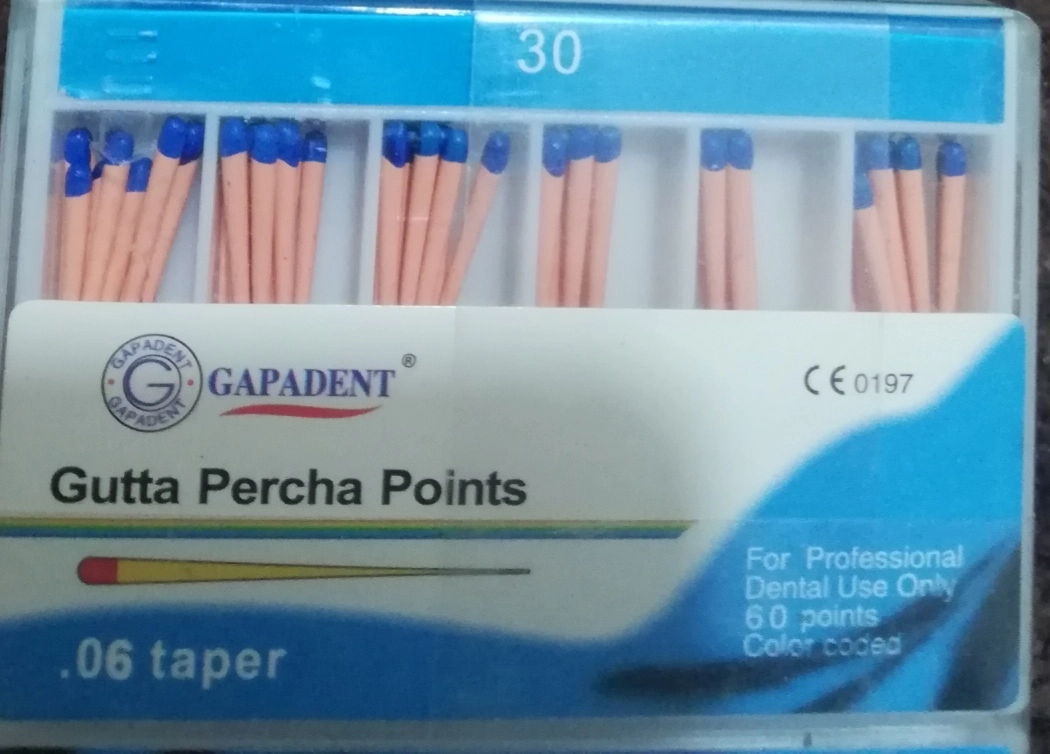 30
GAPADENT
G
GAPADENT
GAPADENT®
CE 0197
Gutta Percha Points
For Professional
Dental Use Only
60 points
Color coded
.06 taper